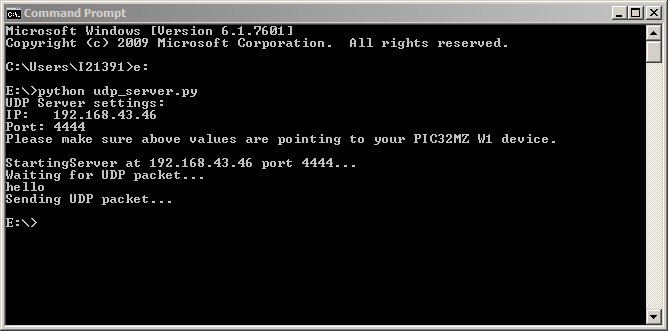 Command Prompt
Microsoft Windows [Version 6.1.7601]
Copyright (c) 2009 Microsoft Corporation.  All rights reserved.
C:\Users\I21391>e:
E:\>python udp_server.py
UDP Server settings:
IP:   192.168.43.46
Port: 4444
Please make sure above values are pointing to your PIC32MZ W1 device.
StartingServer at 192.168.43.46 port 4444...
Waiting for UDP packet...
hello
Sending UDP packet...
E:\>